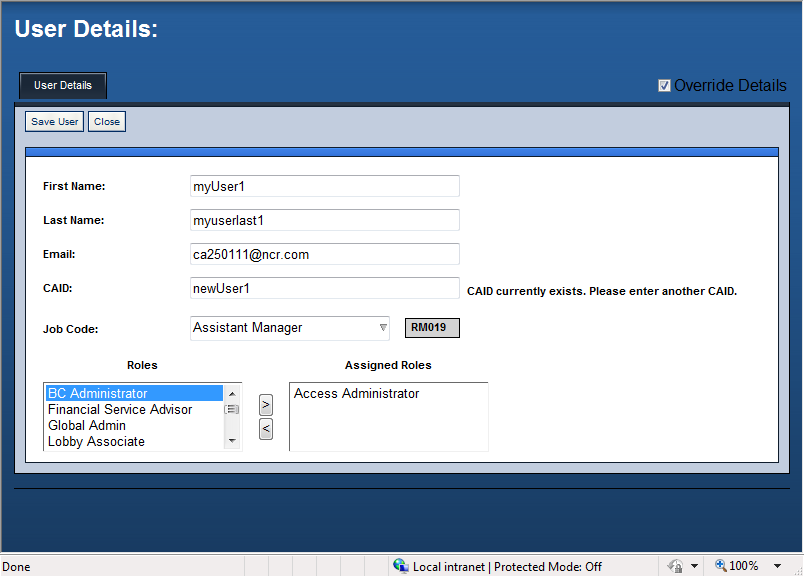 User Details:
User Details
Override Details
Save User
Close
First Name:
myUser1
Last Name:
myuserlast1
Email:
ca250111@ncr.com
CAID:
newUser1
CAID currently exists. Please enter another CAID.
Job Code:
Assistant Manager
RM019
Roles
Assigned Roles
BC Administrator
Financial Service Advisor
Global Admin
Lobby Associate
>
<
Access Administrator
Done
Local intranet | Protected Mode: Off
100%